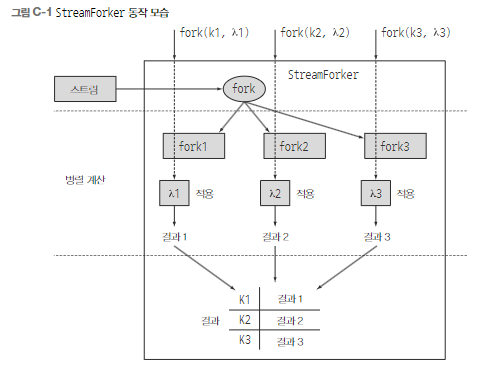 그림 C-1 StreamForker 동작 모습
fork(k1, λ1) fork(k2, λ2) fork(k3, λ3)
StreamForker
스트림 fork
fork1 fork2 fork3
병렬 계산
λ1 적용 λ2 적용 λ3 적용
결과 1 결과 2 결과 3
K1 결과 1
결과 K2 결과 2
K3 결과 3